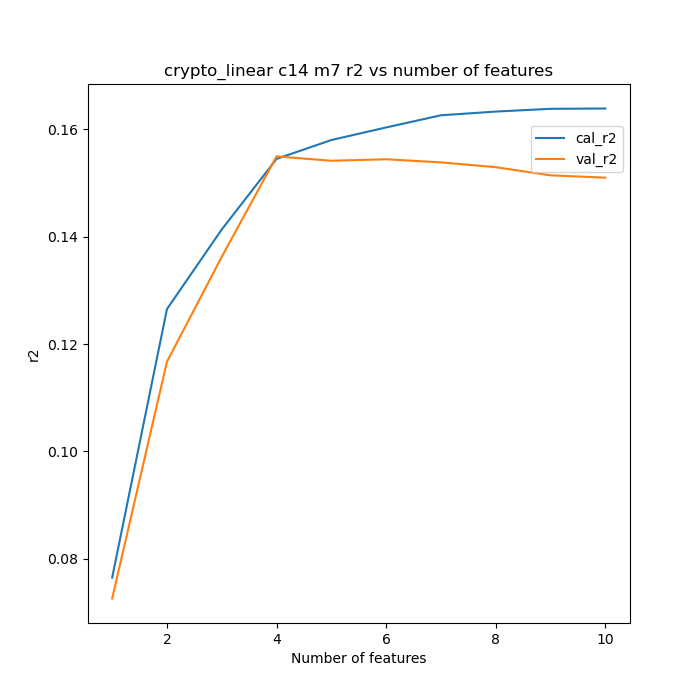 crypto_linear c14 m7 r2 vs number of features
0.16
0.14
0.12
0.10
0.08
r2
cal_r2
val_r2
2 4 6 8 10
Number of features